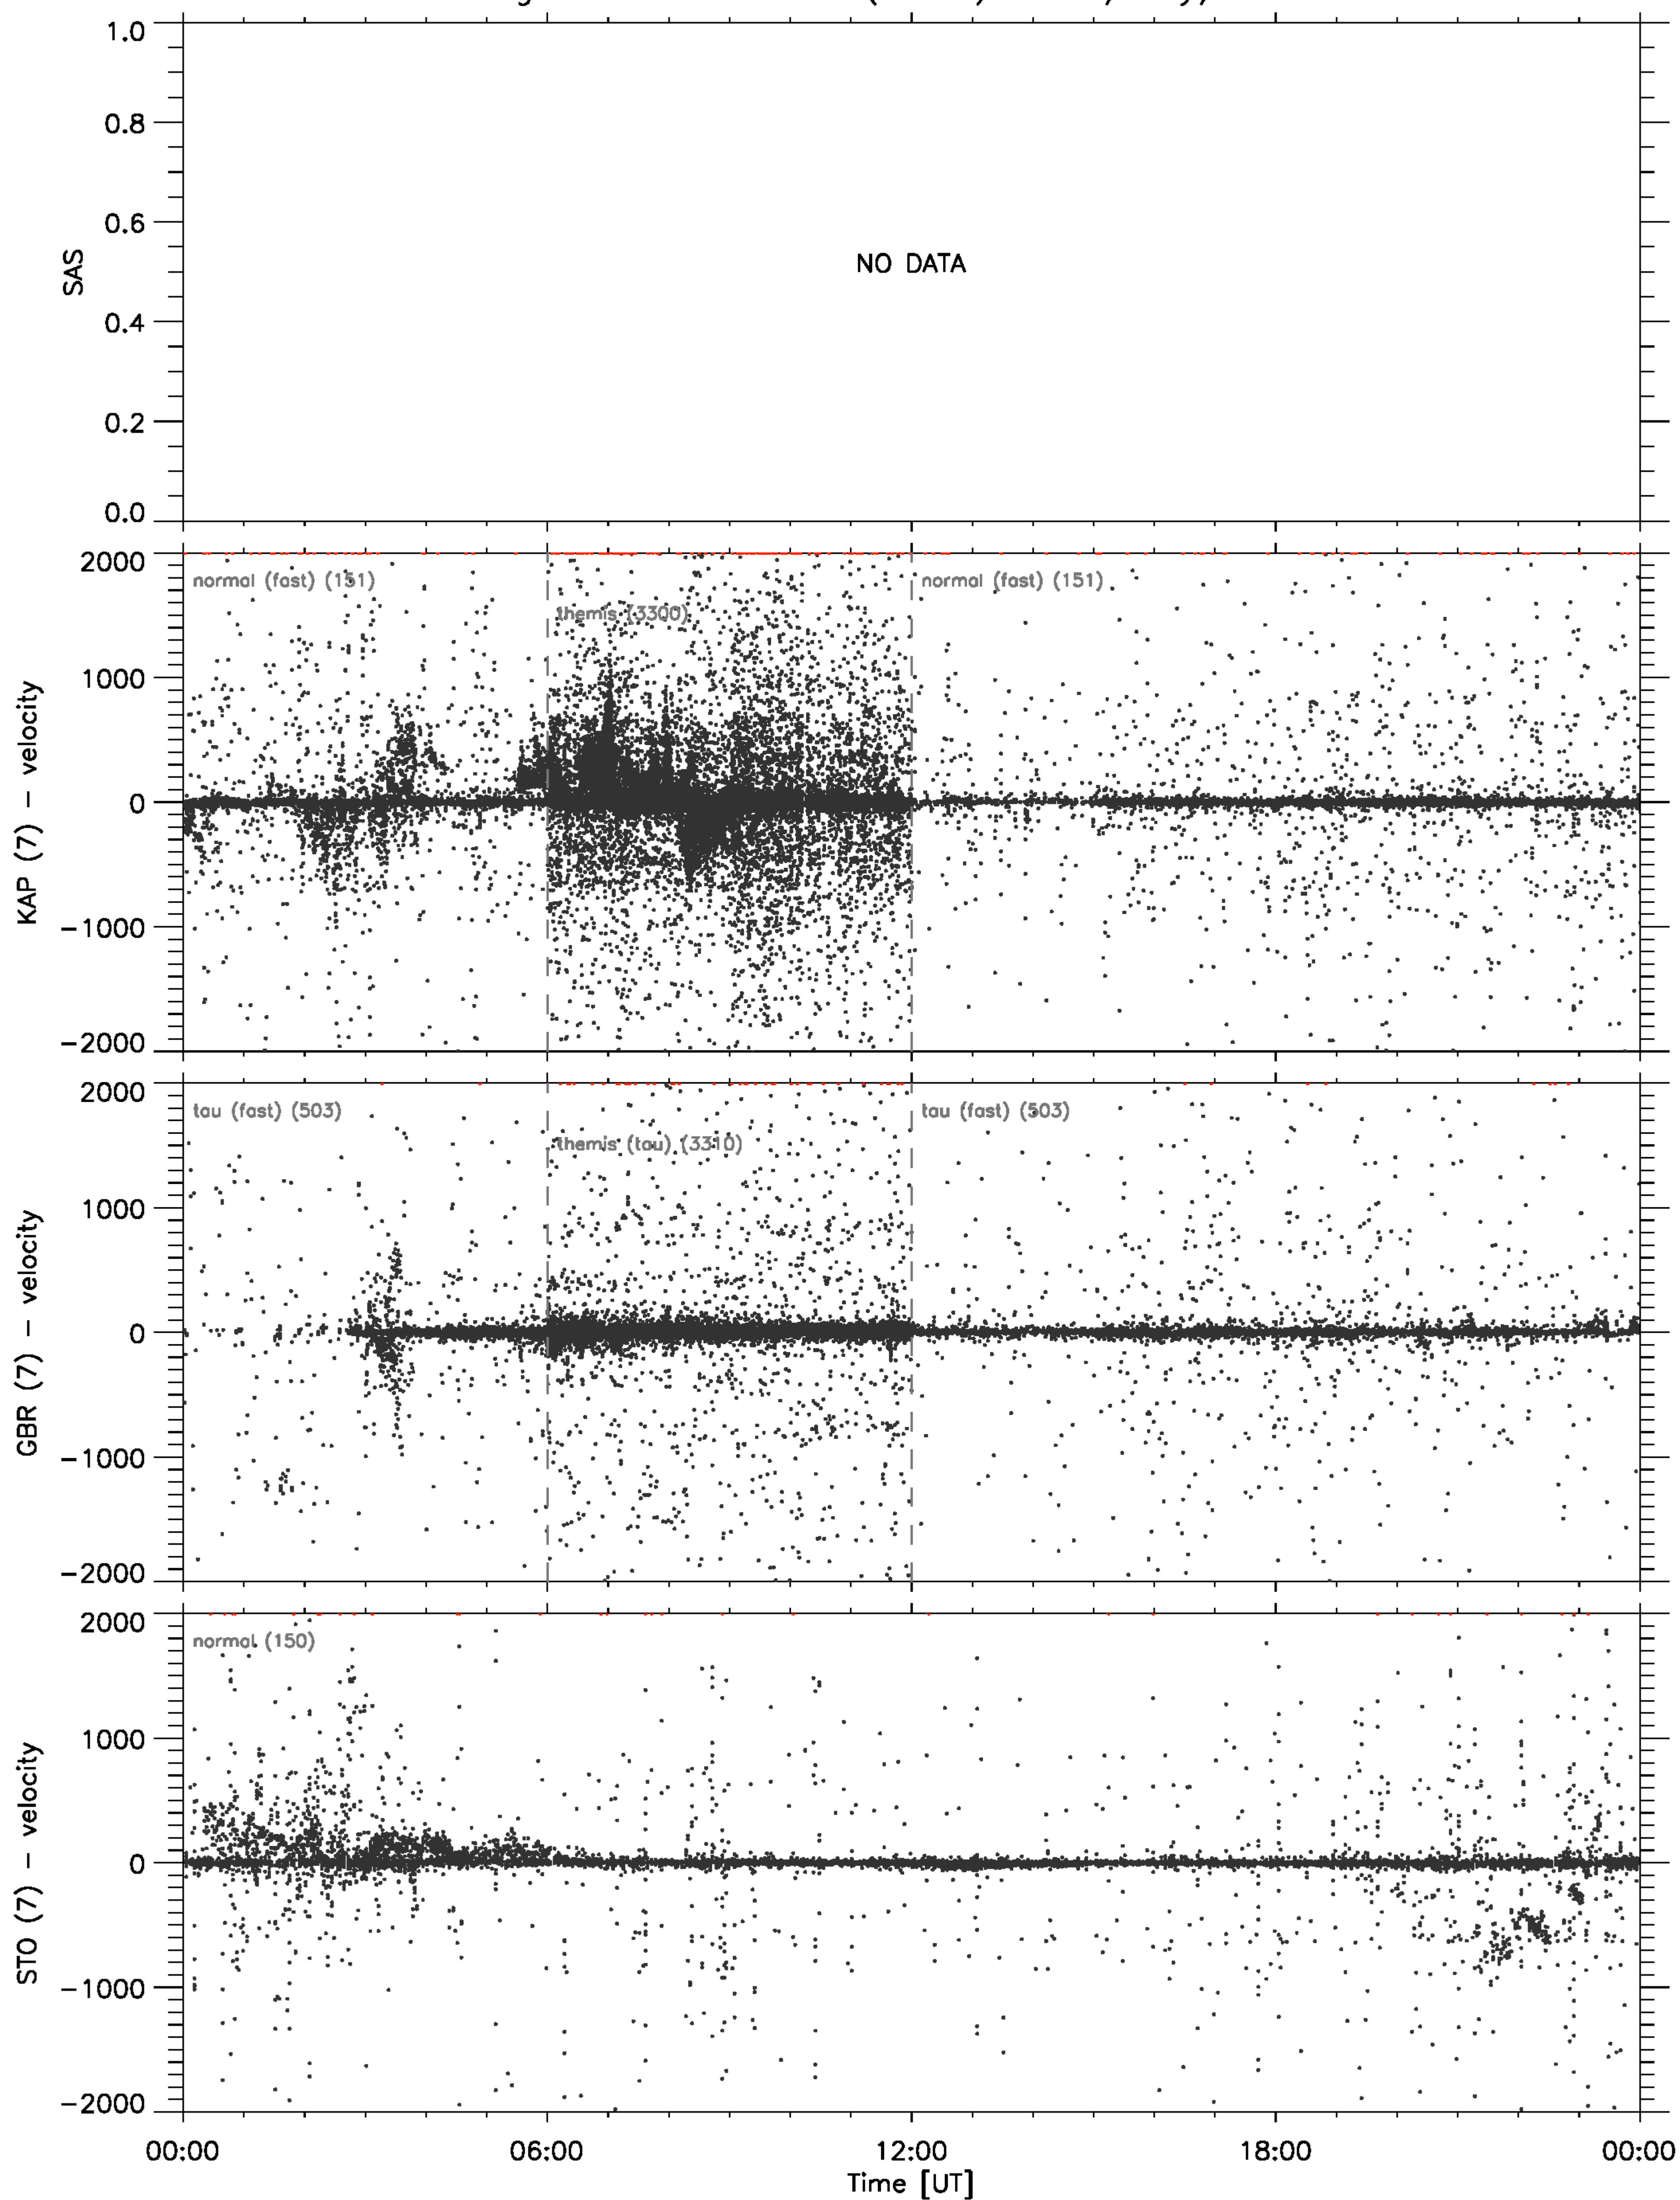 1.0
0.8
0.6
0.4
0.2
0.0
SAS
NO DATA
2000
1000
0
−1000
−2000
KAP (7) − velocity
normal (fast) (151)
themis (3300)
normal (fast) (151)
2000
1000
0
−1000
−2000
GBR (7) − velocity
tau (fast) (503)
themis (tau) (3310)
tau (fast) (503)
2000
1000
0
−1000
−2000
STO (7) − velocity
normal (150)
00:00 06:00 12:00 18:00 00:00
Time [UT]